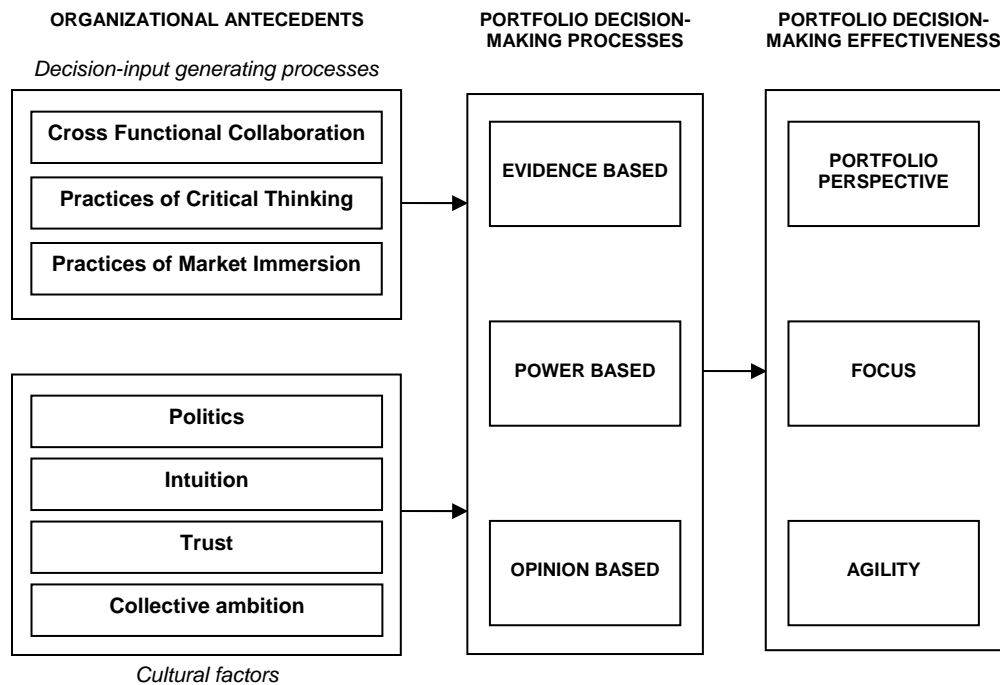 ORGANIZATIONAL ANTECEDENTS
Decision-input generating processes
Cross Functional Collaboration
Practices of Critical Thinking
Practices of Market Immersion
Politics
Intuition
Trust
Collective ambition
Cultural factors
PORTFOLIO DECISION-
MAKING PROCESSES
EVIDENCE BASED
POWER BASED
OPINION BASED
PORTFOLIO DECISION-
MAKING EFFECTIVENESS
PORTFOLIO
PERSPECTIVE
FOCUS
AGILITY